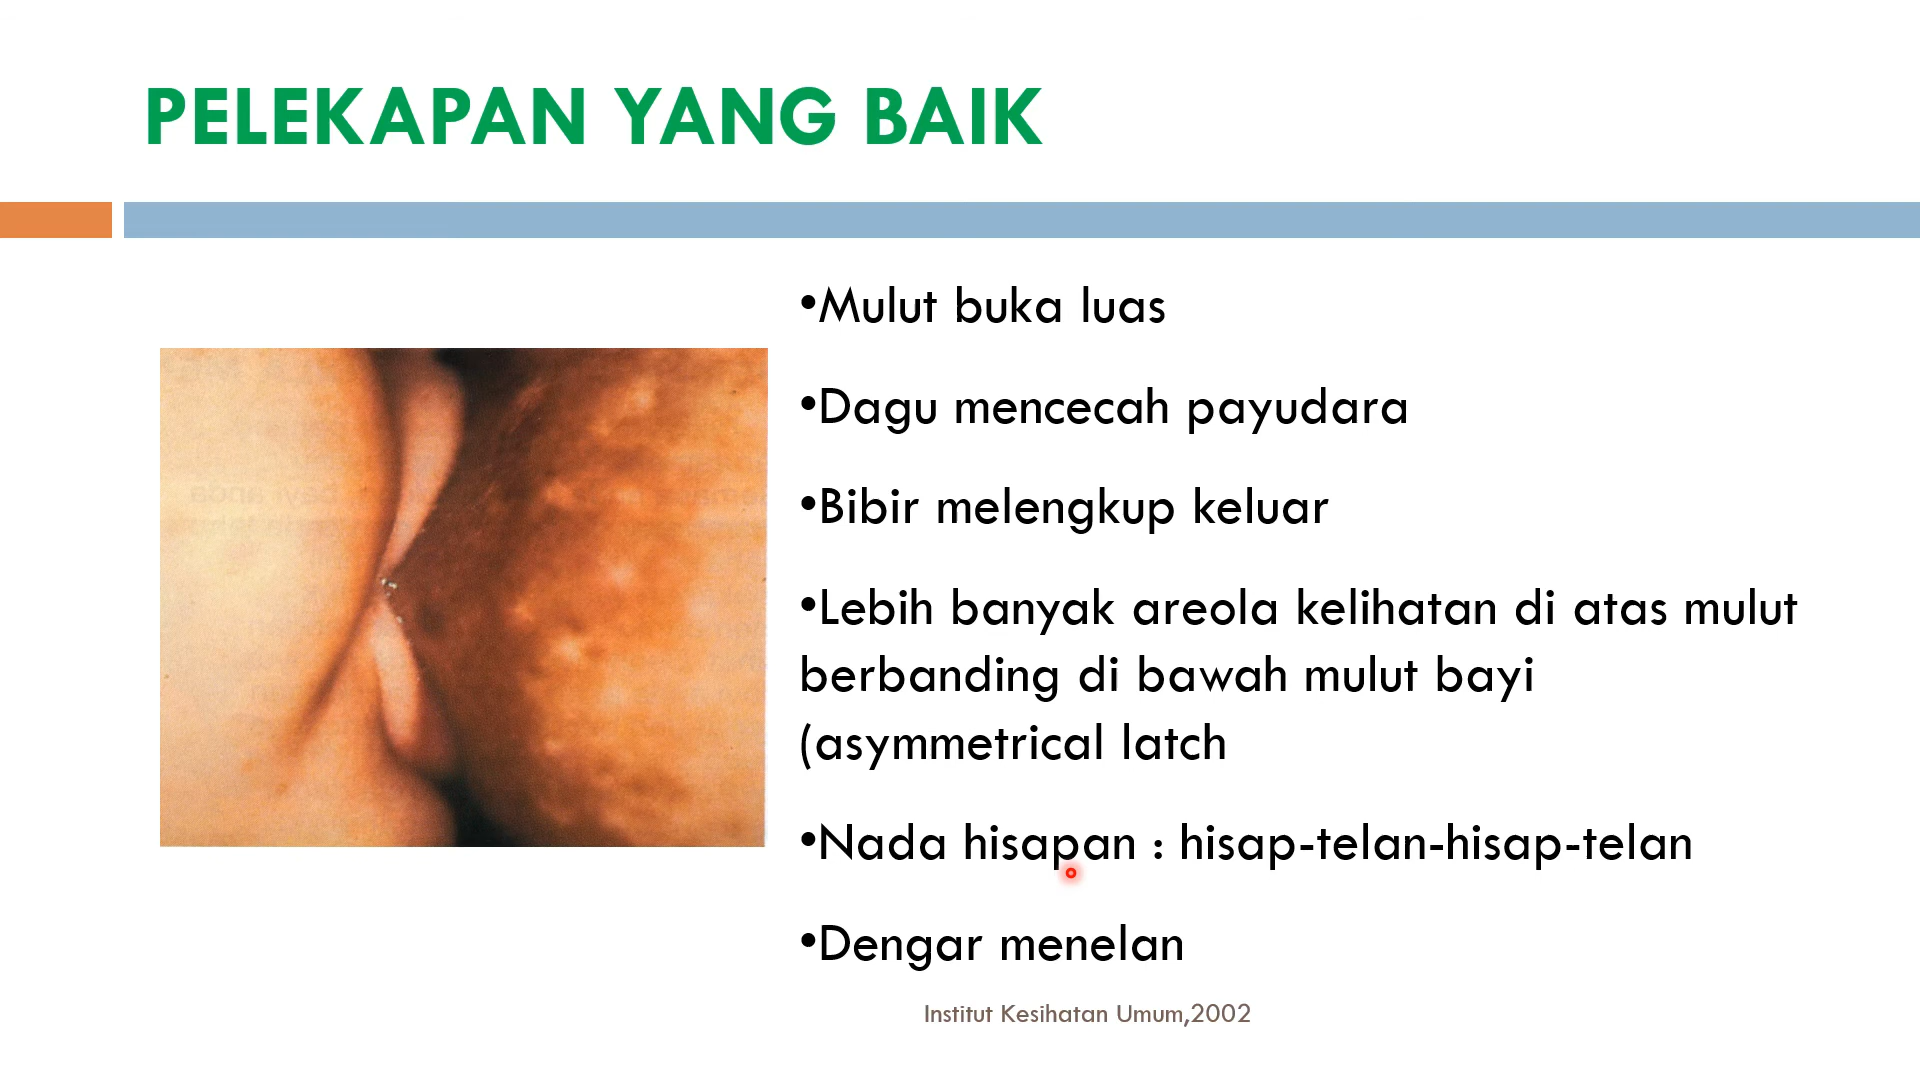 PELEKAPAN YANG BAIK
•Mulut buka luas
•Dagu mencecah payudara
•Bibir melengkup keluar
•Lebih banyak areola kelihatan di atas mulut
berbanding di bawah mulut bayi
(asymmetrical latch
•Nada hisapan : hisap-telan-hisap-telan
•Dengar menelan
Institut Kesihatan Umum,2002